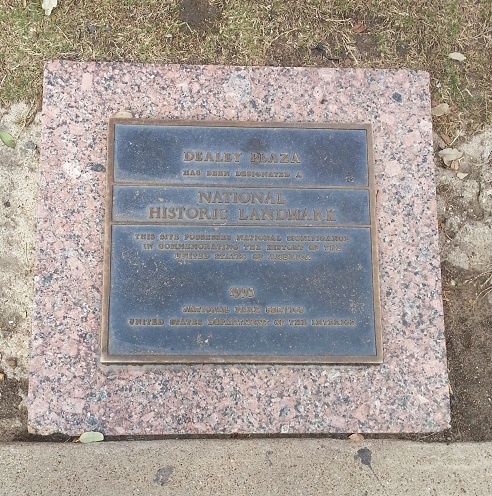 DEALEY PLAZA
HAS BEEN DESIGNATED A
NATIONAL
HISTORIC LANDMARK
THIS SITE POSSESSES NATIONAL SIGNIFICANCE
IN COMMEMORATING THE HISTORY OF THE
UNITED STATES OF AMERICA
1993
NATIONAL PARK SERVICE
UNITED STATES DEPARTMENT OF THE INTERIOR